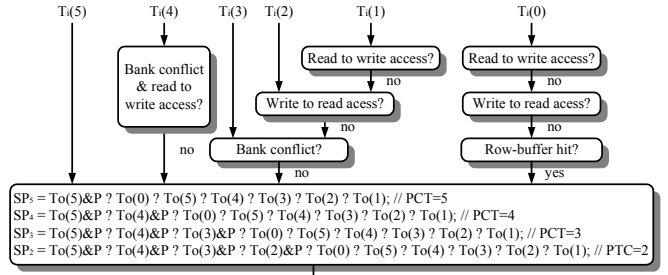 Ti(5) Ti(4) Ti(3) Ti(2) Ti(1) Ti(0)
Read to write access? Read to write access?
Bank conflict
& read to
write access?
no no
Write to read acess? Write to read acess?
no no
no
Bank conflict? Row-buffer hit?
no yes
SP₅ = To(5)&P ? To(0) ? To(5) ? To(4) ? To(3) ? To(2) ? To(1); // PCT=5
SP₄ = To(5)&P ? To(4)&P ? To(0) ? To(5) ? To(4) ? To(3) ? To(2) ? To(1); // PCT=4
SP₃ = To(5)&P ? To(4)&P ? To(3)&P ? To(0) ? To(5) ? To(4) ? To(3) ? To(2) ? To(1); // PCT=3
SP₂ = To(5)&P ? To(4)&P ? To(3)&P ? To(2)&P ? To(0) ? To(5) ? To(4) ? To(3) ? To(2) ? To(1); // PTC=2